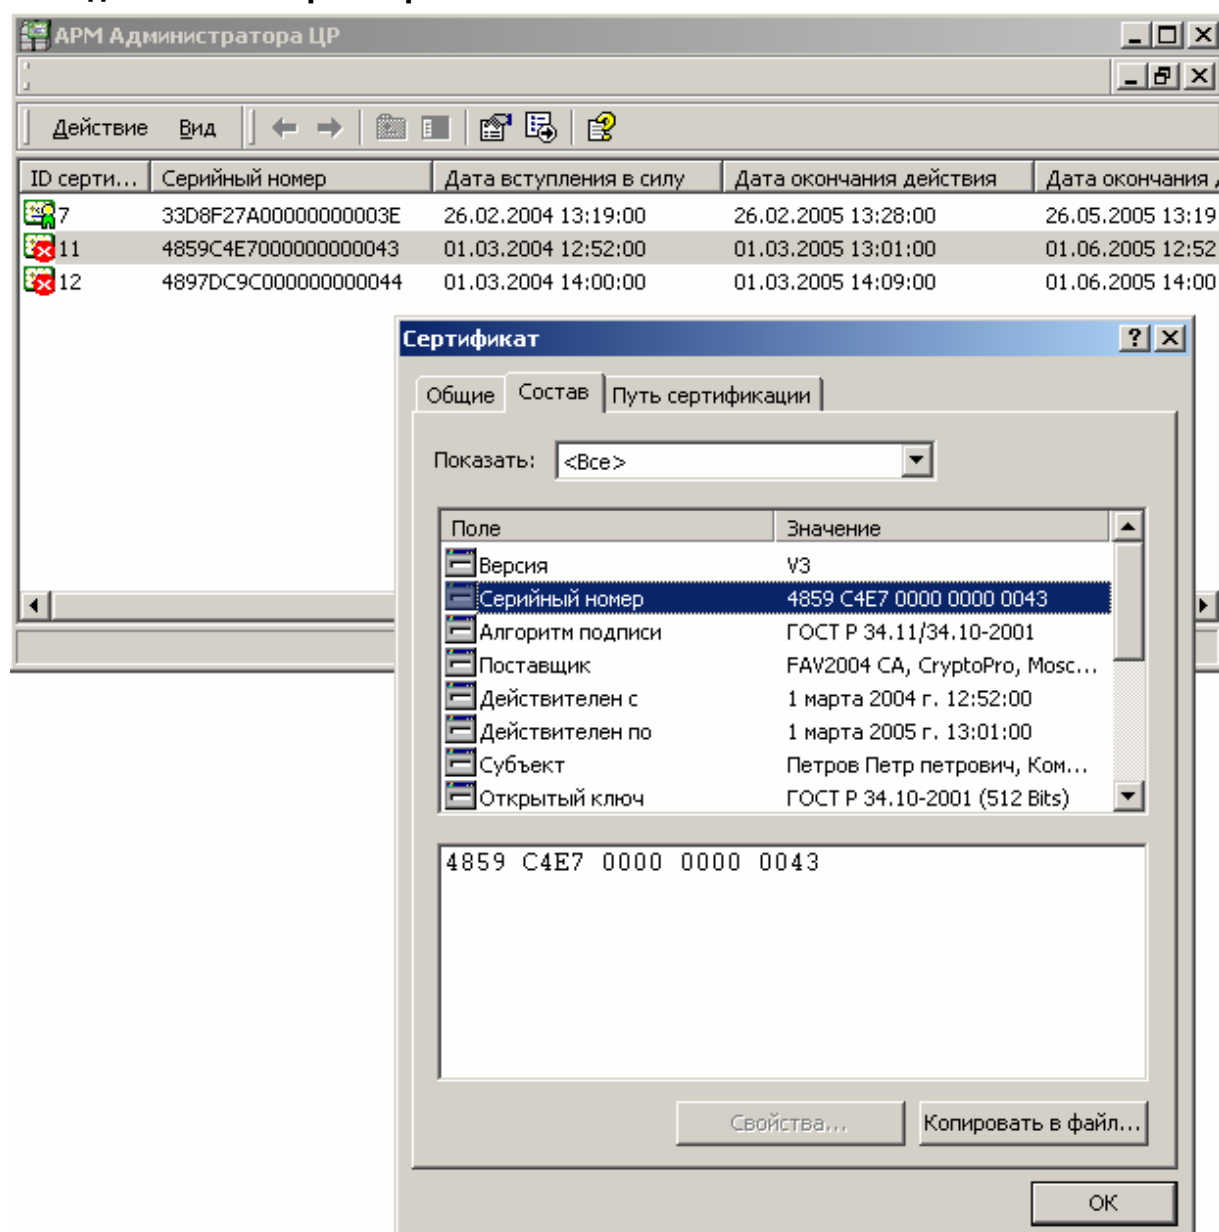 АРМ Администратора ЦР
Действие Вид
ID серти... Серийный номер Дата вступления в силу Дата окончания действия Дата окончания
7 33D8F27A00000000003E 26.02.2004 13:19:00 26.02.2005 13:28:00 26.05.2005 13:19
11 4859C4E7000000000043 01.03.2004 12:52:00 01.03.2005 13:01:00 01.06.2005 12:52
12 4897DC9C000000000044 01.03.2004 14:00:00 01.03.2005 14:09:00 01.06.2005 14:00
Сертификат
Общие Состав Путь сертификации
Показать: <Все>
Поле Значение
Версия V3
Серийный номер 4859 C4E7 0000 0000 0043
Алгоритм подписи ГОСТ Р 34.11/34.10-2001
Поставщик FAV2004 CA, CryptoPro, Mosc...
Действителен с 1 марта 2004 г. 12:52:00
Действителен по 1 марта 2005 г. 13:01:00
Субъект Петров Петр петрович, Ком...
Открытый ключ ГОСТ Р 34.10-2001 (512 Bits)
4859 C4E7 0000 0000 0043
Свойства... Копировать в файл...
ОК